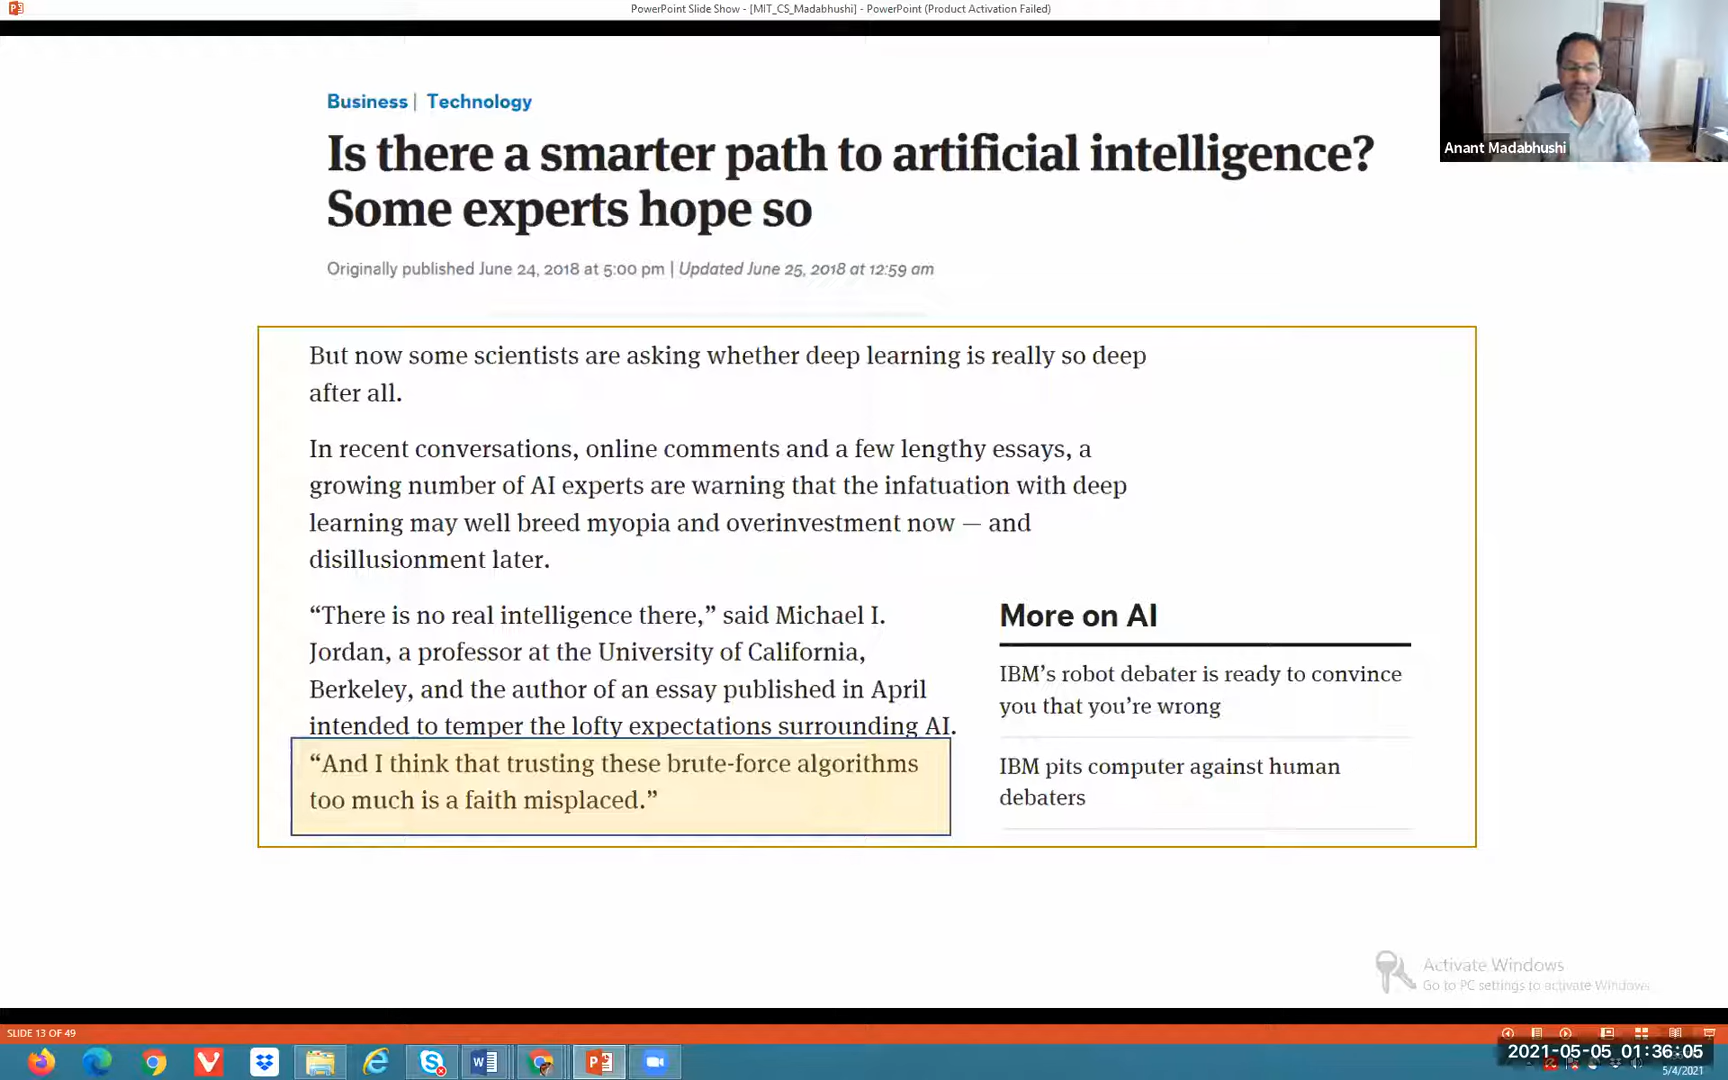 PowerPoint Slide Show - [MIT_CS_Madabhushi] - PowerPoint (Product Activation Failed)
Anant Madabhushi
Business | Technology
Is there a smarter path to artificial intelligence?
Some experts hope so
Originally published June 24, 2018 at 5:00 pm | Updated June 25, 2018 at 12:59 am
But now some scientists are asking whether deep learning is really so deep
after all.
In recent conversations, online comments and a few lengthy essays, a
growing number of AI experts are warning that the infatuation with deep
learning may well breed myopia and overinvestment now — and
disillusionment later.
“There is no real intelligence there,” said Michael I.
Jordan, a professor at the University of California,
Berkeley, and the author of an essay published in April
intended to temper the lofty expectations surrounding AI.
“And I think that trusting these brute-force algorithms
too much is a faith misplaced.”
More on AI
IBM’s robot debater is ready to convince
you that you’re wrong
IBM pits computer against human
debaters
Activate Windows
Go to PC settings to activate Windows.
SLIDE 13 OF 49
2021-05-05 01:36:05
5/4/2021